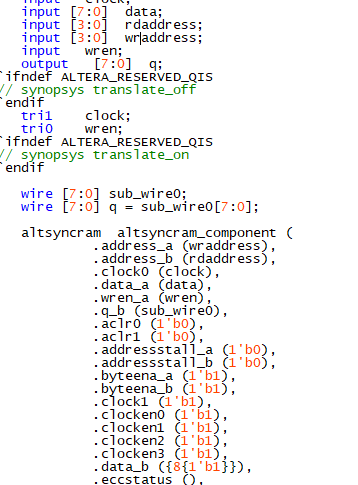 input clock;
input [7:0] data;
input [3:0] rdaddress;
input [3:0] wraddress;
input wren;
output [7:0] q;
`ifndef ALTERA_RESERVED_QIS
// synopsys translate_off
`endif
tri1 clock;
tri0 wren;
`ifndef ALTERA_RESERVED_QIS
// synopsys translate_on
`endif
wire [7:0] sub_wire0;
wire [7:0] q = sub_wire0[7:0];
altsyncram altsyncram_component (
.address_a (wraddress),
.address_b (rdaddress),
.clock0 (clock),
.data_a (data),
.wren_a (wren),
.q_b (sub_wire0),
.aclr0 (1'b0),
.aclr1 (1'b0),
.addressstall_a (1'b0),
.addressstall_b (1'b0),
.byteena_a (1'b1),
.byteena_b (1'b1),
.clock1 (1'b1),
.clocken0 (1'b1),
.clocken1 (1'b1),
.clocken2 (1'b1),
.clocken3 (1'b1),
.data_b ({8{1'b1}}),
.eccstatus (),